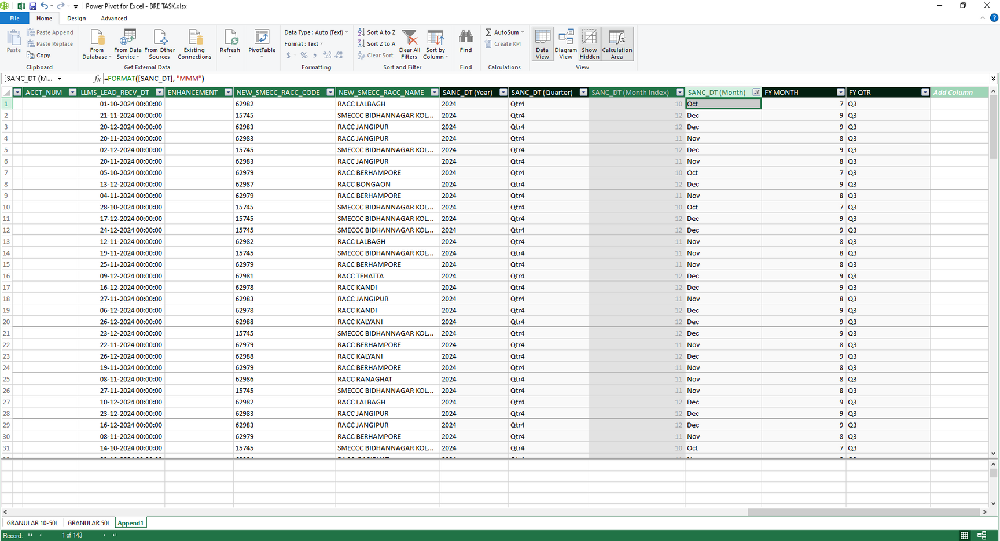 Power Pivot for Excel - BRE TASK.xlsx
File Home Design Advanced
Paste
Paste Append
Paste Replace
Copy
Clipboard
From Database
From Data Service
From Other Sources
Existing Connections
Get External Data
Refresh
PivotTable
Data Type : Auto (Text)
Format : Text
$ % , .00 .00
Formatting
Sort A to Z
Sort Z to A
Clear Sort
Clear All Filters
Sort by Column
Sort and Filter
Find
Find
AutoSum
Create KPI
Calculations
Data View
Diagram View
Show Hidden
Calculation Area
View
[SANC_DT (M... fx =FORMAT([SANC_DT], "MMM")
ACCT_NUM LLMS_LEAD_RECV_DT ENHANCEMENT NEW_SMECC_RACC_CODE NEW_SMECC_RACC_NAME SANC_DT (Year) SANC_DT (Quarter) SANC_DT (Month Index) SANC_DT (Month) FY MONTH FY QTR Add Column
1 01-10-2024 00:00:00 62982 RACC LALBAGH 2024 Qtr4 10 Oct 7 Q3
2 21-11-2024 00:00:00 15745 SMECCC BIDHANNAGAR KOL... 2024 Qtr4 12 Dec 9 Q3
3 20-12-2024 00:00:00 62983 RACC JANGIPUR 2024 Qtr4 12 Dec 9 Q3
4 20-11-2024 00:00:00 62983 RACC JANGIPUR 2024 Qtr4 11 Nov 8 Q3
5 02-12-2024 00:00:00 15745 SMECCC BIDHANNAGAR KOL... 2024 Qtr4 12 Dec 9 Q3
6 20-11-2024 00:00:00 62983 RACC JANGIPUR 2024 Qtr4 11 Nov 8 Q3
7 05-10-2024 00:00:00 62979 RACC BERHAMPORE 2024 Qtr4 10 Oct 7 Q3
8 13-12-2024 00:00:00 62987 RACC BONGAON 2024 Qtr4 12 Dec 9 Q3
9 04-11-2024 00:00:00 62979 RACC BERHAMPORE 2024 Qtr4 11 Nov 8 Q3
10 28-10-2024 00:00:00 15745 SMECCC BIDHANNAGAR KOL... 2024 Qtr4 10 Oct 7 Q3
11 17-12-2024 00:00:00 15745 SMECCC BIDHANNAGAR KOL... 2024 Qtr4 12 Dec 9 Q3
12 24-12-2024 00:00:00 15745 SMECCC BIDHANNAGAR KOL... 2024 Qtr4 12 Dec 9 Q3
13 12-11-2024 00:00:00 62982 RACC LALBAGH 2024 Qtr4 11 Nov 8 Q3
14 19-11-2024 00:00:00 15745 SMECCC BIDHANNAGAR KOL... 2024 Qtr4 11 Nov 8 Q3
15 25-11-2024 00:00:00 62979 RACC BERHAMPORE 2024 Qtr4 11 Nov 8 Q3
16 09-12-2024 00:00:00 62981 RACC TEHATTA 2024 Qtr4 12 Dec 9 Q3
17 16-12-2024 00:00:00 62978 RACC KANDI 2024 Qtr4 12 Dec 9 Q3
18 27-11-2024 00:00:00 62983 RACC JANGIPUR 2024 Qtr4 11 Nov 8 Q3
19 06-12-2024 00:00:00 62978 RACC KANDI 2024 Qtr4 12 Dec 9 Q3
20 26-12-2024 00:00:00 62988 RACC KALYANI 2024 Qtr4 12 Dec 9 Q3
21 23-12-2024 00:00:00 15745 SMECCC BIDHANNAGAR KOL... 2024 Qtr4 12 Dec 9 Q3
22 22-11-2024 00:00:00 62979 RACC BERHAMPORE 2024 Qtr4 11 Nov 8 Q3
23 26-12-2024 00:00:00 62988 RACC KALYANI 2024 Qtr4 12 Dec 9 Q3
24 19-11-2024 00:00:00 62979 RACC BERHAMPORE 2024 Qtr4 11 Nov 8 Q3
25 08-11-2024 00:00:00 62986 RACC RANAGHAT 2024 Qtr4 11 Nov 8 Q3
26 27-11-2024 00:00:00 15745 SMECCC BIDHANNAGAR KOL... 2024 Qtr4 11 Nov 8 Q3
27 10-12-2024 00:00:00 62982 RACC LALBAGH 2024 Qtr4 12 Dec 9 Q3
28 23-12-2024 00:00:00 62983 RACC JANGIPUR 2024 Qtr4 12 Dec 9 Q3
29 16-12-2024 00:00:00 62983 RACC JANGIPUR 2024 Qtr4 12 Dec 9 Q3
30 08-11-2024 00:00:00 62979 RACC BERHAMPORE 2024 Qtr4 11 Nov 8 Q3
31 14-10-2024 00:00:00 15745 SMECCC BIDHANNAGAR KOL... 2024 Qtr4 10 Oct 7 Q3
GRANULAR 10-50L GRANULAR 50L Append1
Record: 1 of 143